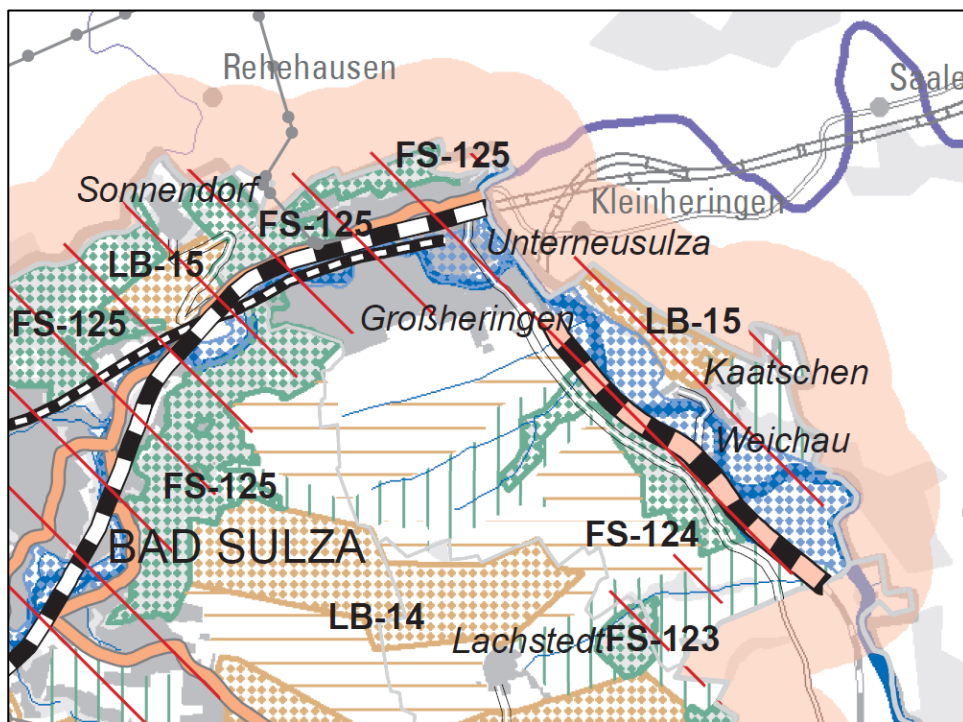 Rehehausen
Saale
FS-125
Sonnendorf
Kleinheringen
FS-125
Unterneusulza
LB-15
FS-125
Großheringen
LB-15
Kaatschen
Weichau
FS-125
BAD SULZA
FS-124
LB-14
Lachstedt
FS-123